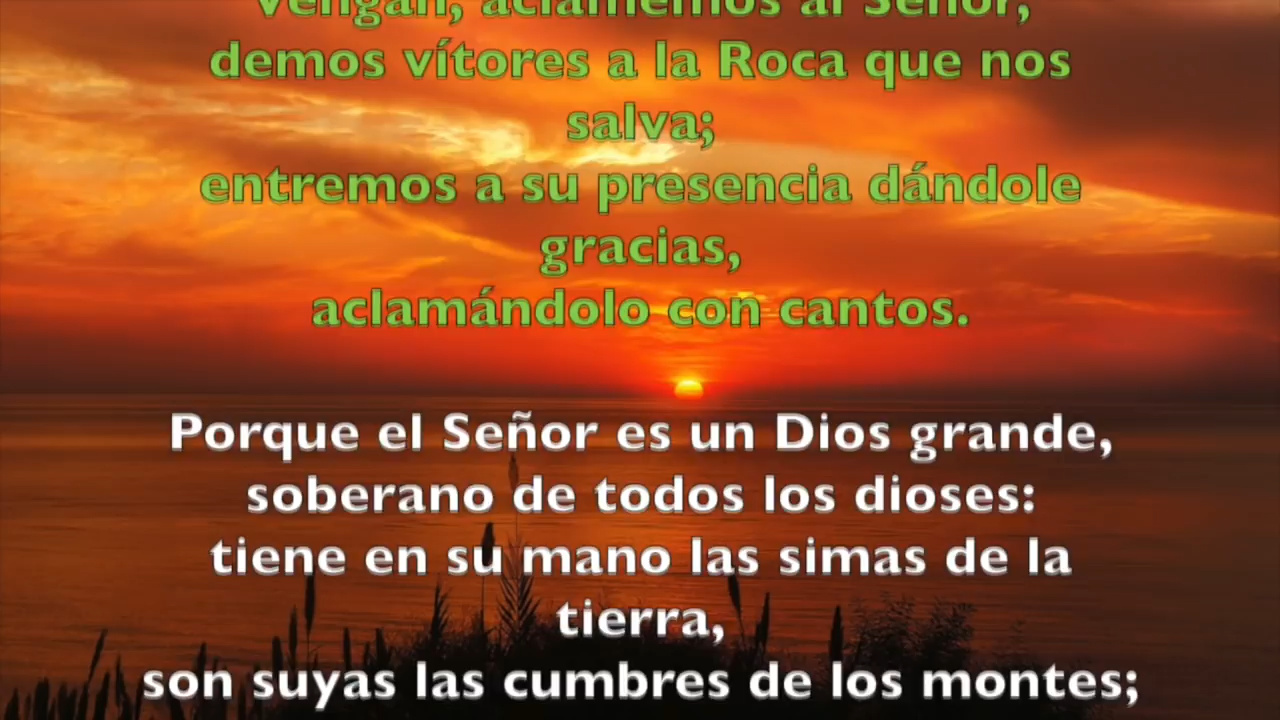 Vengan, aclamemos al Señor,
demos vítores a la Roca que nos
salva;
entremos a su presencia dándole
gracias,
aclamándolo con cantos.
Porque el Señor es un Dios grande,
soberano de todos los dioses:
tiene en su mano las simas de la
tierra,
son suyas las cumbres de los montes;